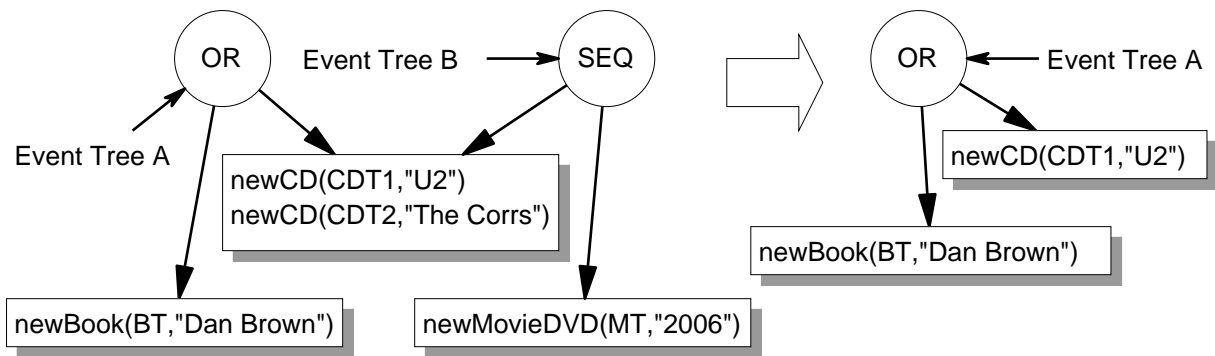 OR
Event Tree B
SEQ
Event Tree A
newCD(CDT1,"U2")
newCD(CDT2,"The Corrs")
newBook(BT,"Dan Brown")
newMovieDVD(MT,"2006")
OR
Event Tree A
newCD(CDT1,"U2")
newBook(BT,"Dan Brown")